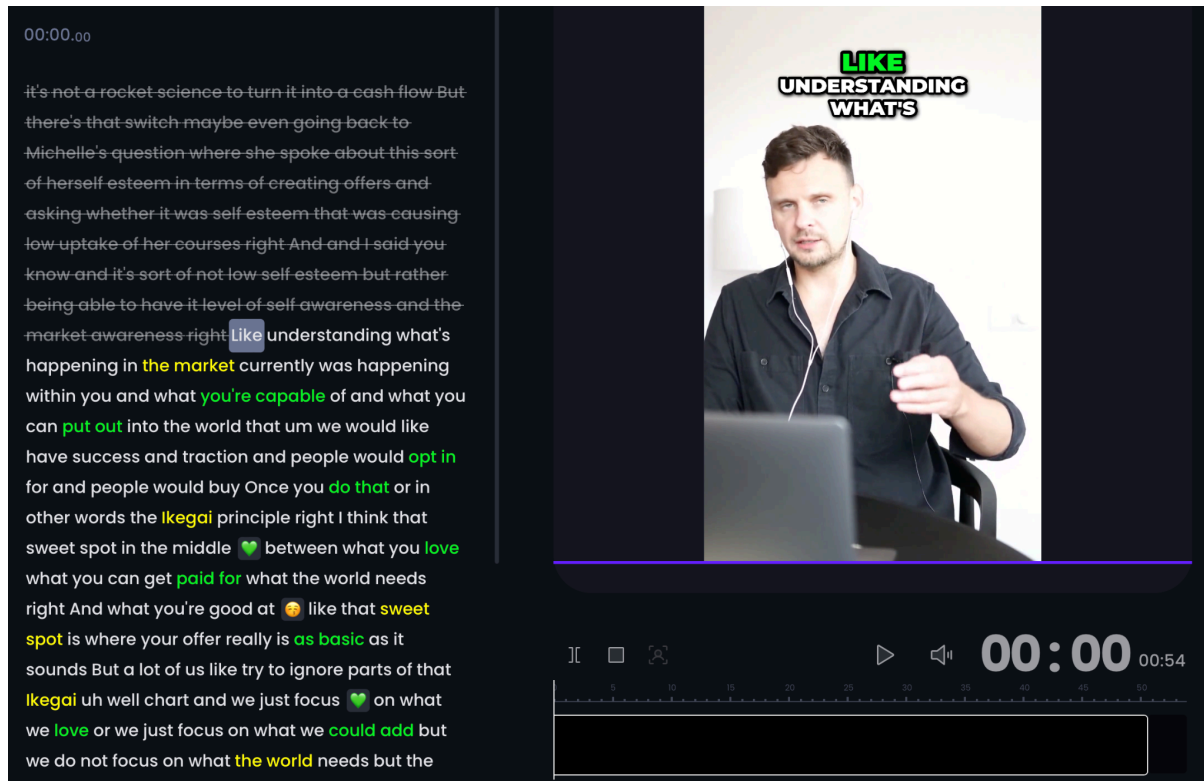 00:00.00
it's not a rocket science to turn it into a cash flow But
there's that switch maybe even going back to
Michelle's question where she spoke about this sort
of herself esteem in terms of creating offers and
asking whether it was self esteem that was causing
low uptake of her courses right And and I said you
know and it's sort of not low self esteem but rather
being able to have it level of self awareness and the
market awareness right Like understanding what's
happening in the market currently was happening
within you and what you're capable of and what you
can put out into the world that um we would like
have success and traction and people would opt in
for and people would buy Once you do that or in
other words the Ikegai principle right I think that
sweet spot in the middle 💚 between what you love
what you can get paid for what the world needs
right And what you're good at 😚 like that sweet
spot is where your offer really is as basic as it
sounds But a lot of us like try to ignore parts of that
Ikegai uh well chart and we just focus 💚 on what
we love or we just focus on what we could add but
we do not focus on what the world needs but the
LIKE
UNDERSTANDING
WHAT'S
00:00
00:54
5 10 15 20 25 30 35 40 45 50